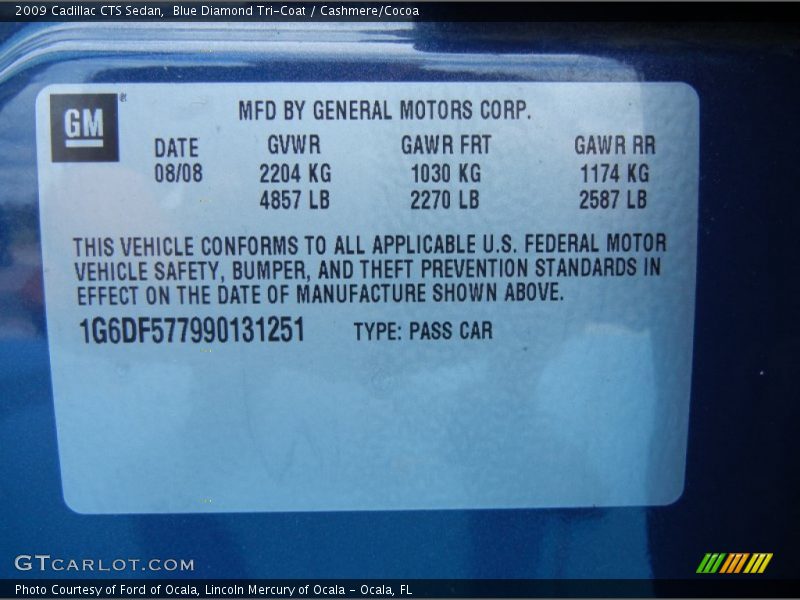 2009 Cadillac CTS Sedan, Blue Diamond Tri-Coat / Cashmere/Cocoa
GM®
MFD BY GENERAL MOTORS CORP.
DATE GVWR GAWR FRT GAWR RR
08/08 2204 KG 1030 KG 1174 KG
4857 LB 2270 LB 2587 LB
THIS VEHICLE CONFORMS TO ALL APPLICABLE U.S. FEDERAL MOTOR
VEHICLE SAFETY, BUMPER, AND THEFT PREVENTION STANDARDS IN
EFFECT ON THE DATE OF MANUFACTURE SHOWN ABOVE.
1G6DF577990131251 TYPE: PASS CAR
GTCARLOT.COM
Photo Courtesy of Ford of Ocala, Lincoln Mercury of Ocala - Ocala, FL